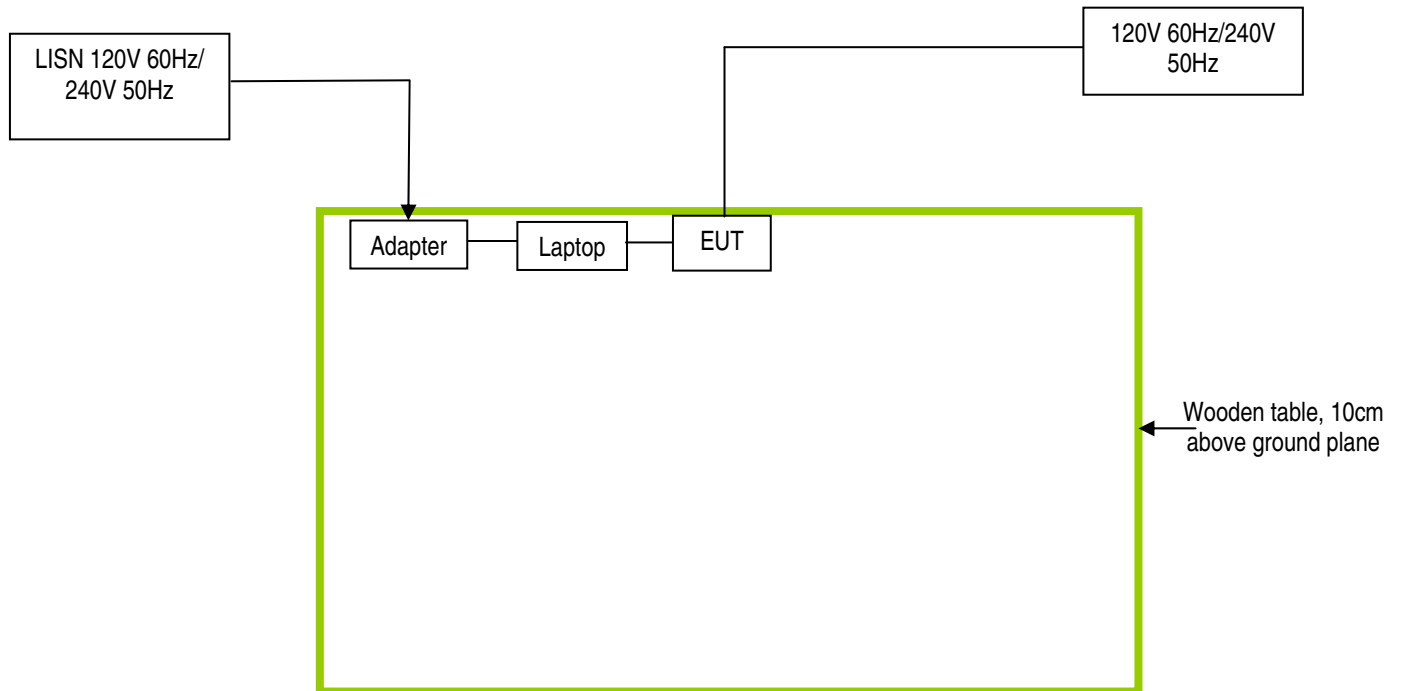 LISN 120V 60Hz/
240V 50Hz
120V 60Hz/240V
50Hz
Adapter
Laptop
EUT
Wooden table, 10cm
above ground plane